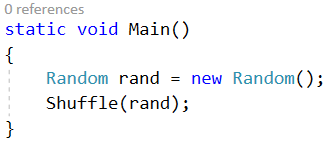 0 references
static void Main()
{
    Random rand = new Random();
    Shuffle(rand);
}